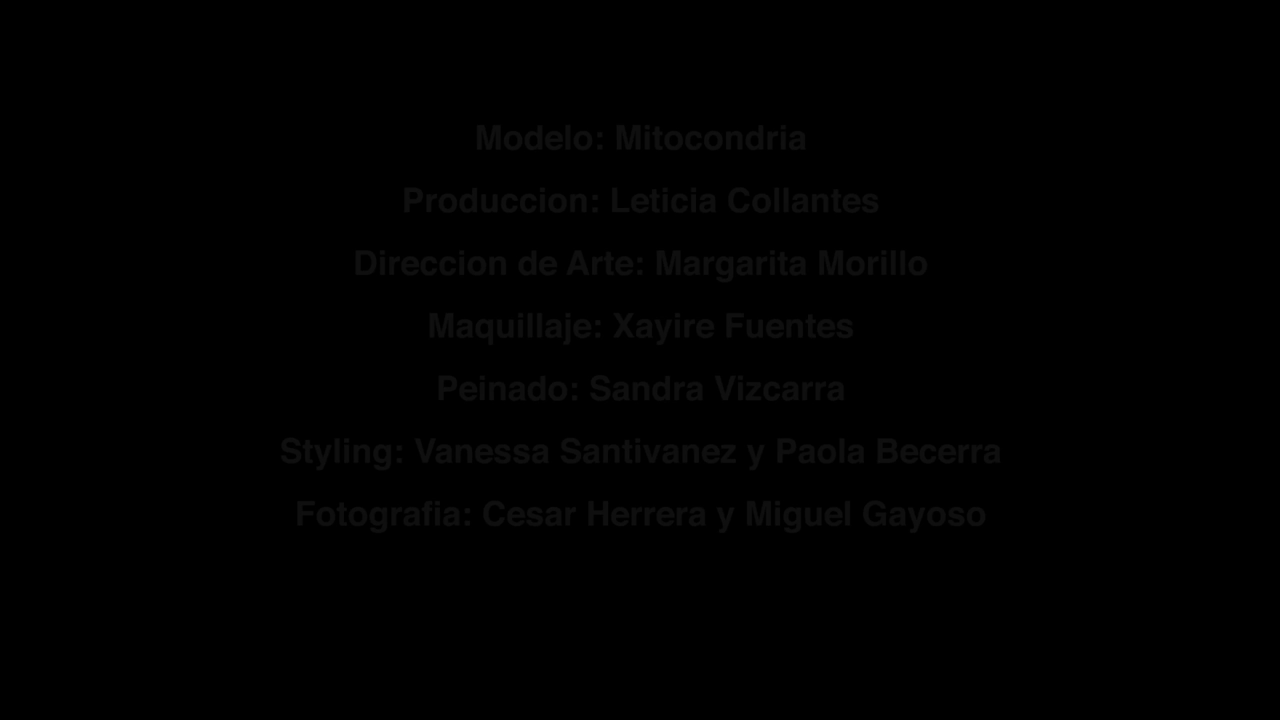 Modelo: Mitocondria
Produccion: Leticia Collantes
Direccion de Arte: Margarita Morillo
Maquillaje: Xayire Fuentes
Peinado: Sandra Vizcarra
Styling: Vanessa Santivanez y Paola Becerra
Fotografia: Cesar Herrera y Miguel Gayoso